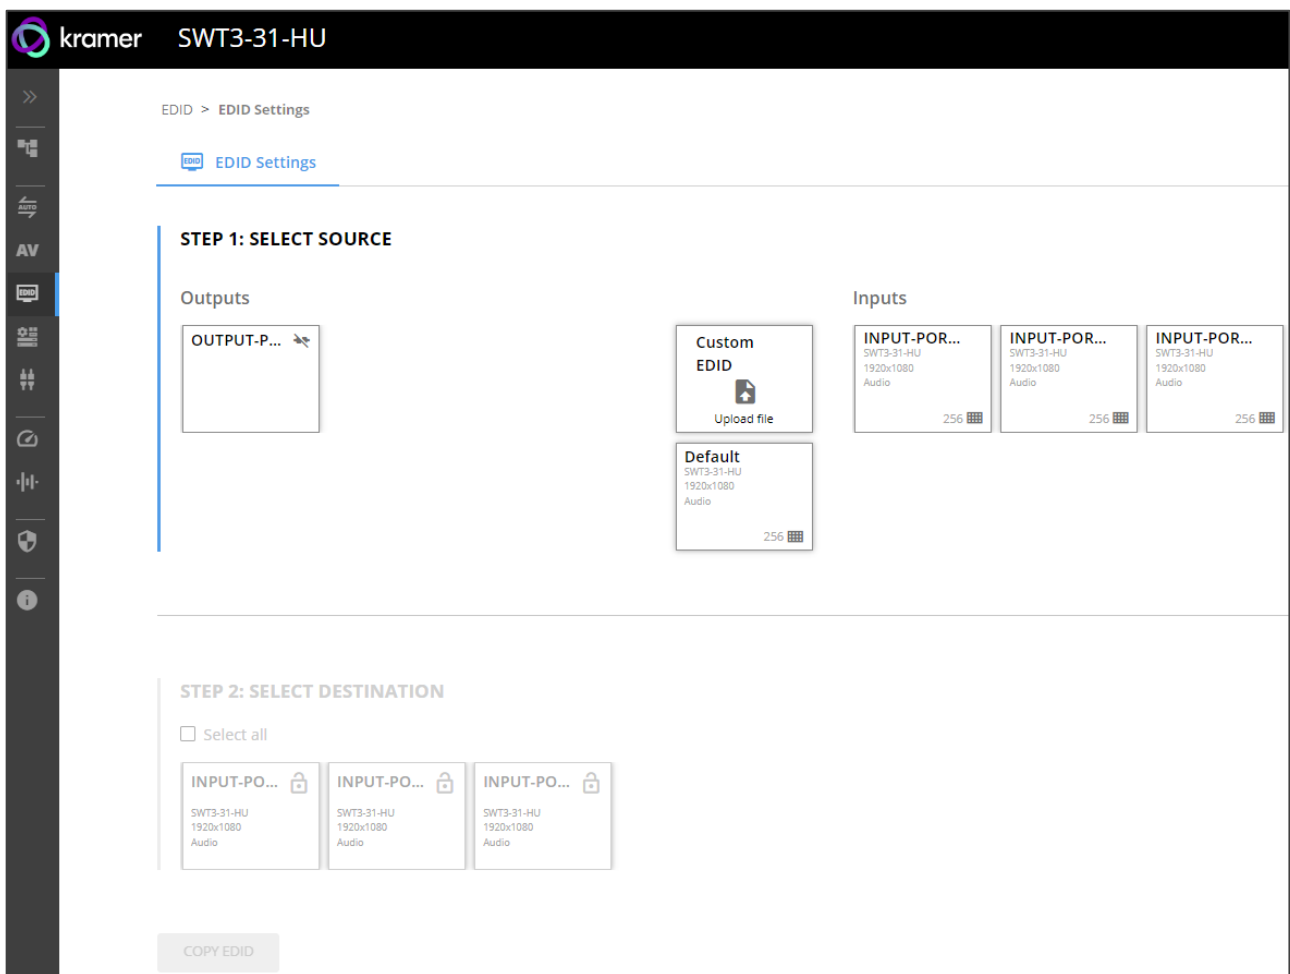 kramer SWT3-31-HU
EDID > EDID Settings
EDID EDID Settings
AUTO
AV
EDID
STEP 1: SELECT SOURCE
Outputs
OUTPUT-P...
Custom
EDID
Upload file
Default
SWT3-31-HU
1920x1080
Audio
256
Inputs
INPUT-POR...
SWT3-31-HU
1920x1080
Audio
256
INPUT-POR...
SWT3-31-HU
1920x1080
Audio
256
INPUT-POR...
SWT3-31-HU
1920x1080
Audio
256
STEP 2: SELECT DESTINATION
Select all
INPUT-PO...
SWT3-31-HU
1920x1080
Audio
INPUT-PO...
SWT3-31-HU
1920x1080
Audio
INPUT-PO...
SWT3-31-HU
1920x1080
Audio
COPY EDID